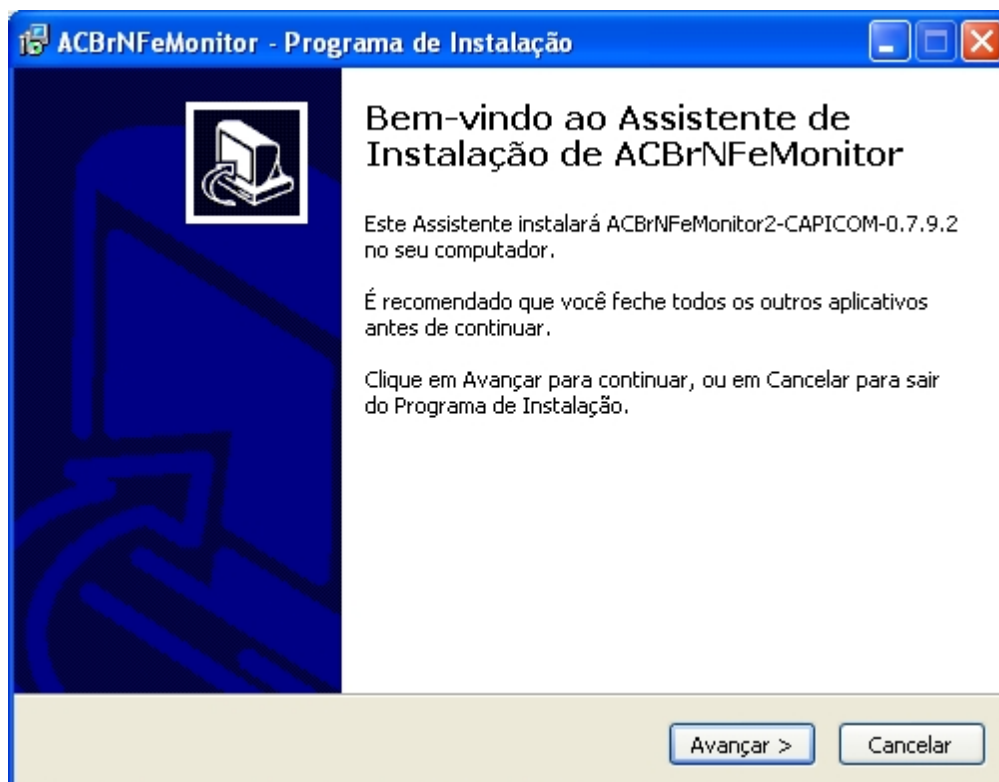 ACBrNFeMonitor - Programa de Instalação
Bem-vindo ao Assistente de
Instalação de ACBrNFeMonitor
Este Assistente instalará ACBrNFeMonitor2-CAPICOM-0.7.9.2
no seu computador.
É recomendado que você feche todos os outros aplicativos
antes de continuar.
Clique em Avançar para continuar, ou em Cancelar para sair
do Programa de Instalação.
Avançar >
Cancelar